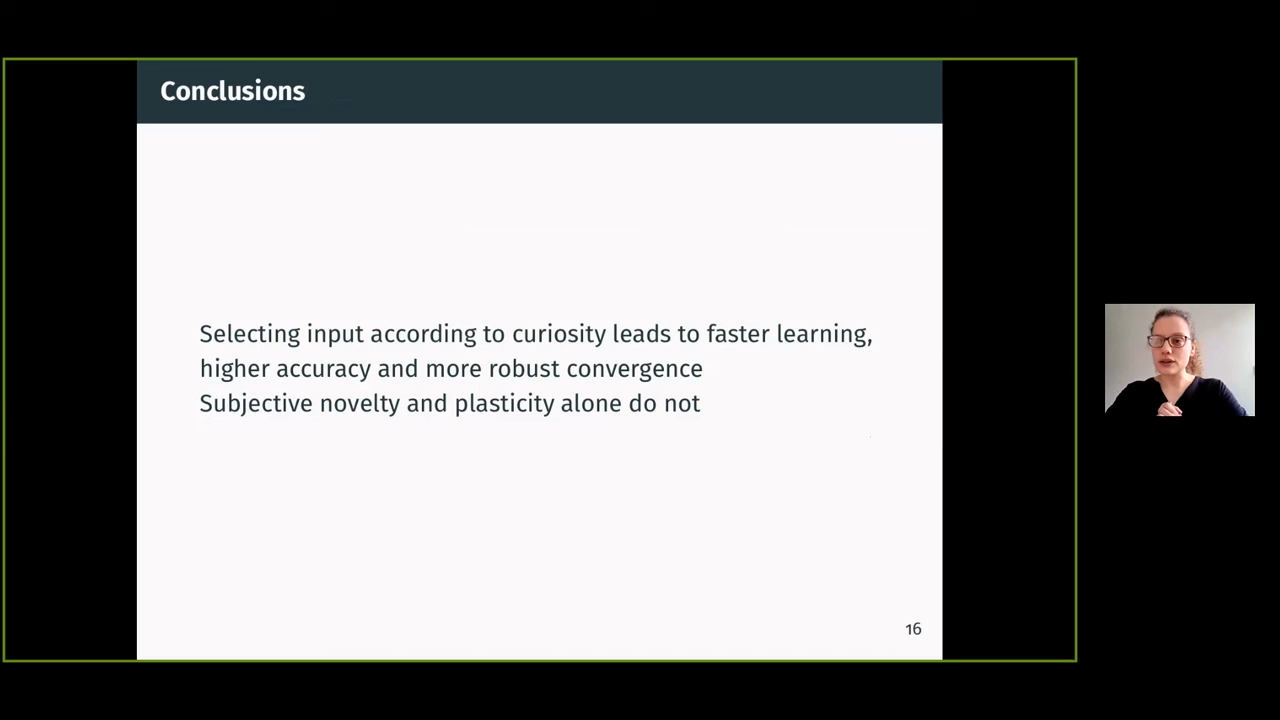 Conclusions
Selecting input according to curiosity leads to faster learning,
higher accuracy and more robust convergence
Subjective novelty and plasticity alone do not
16